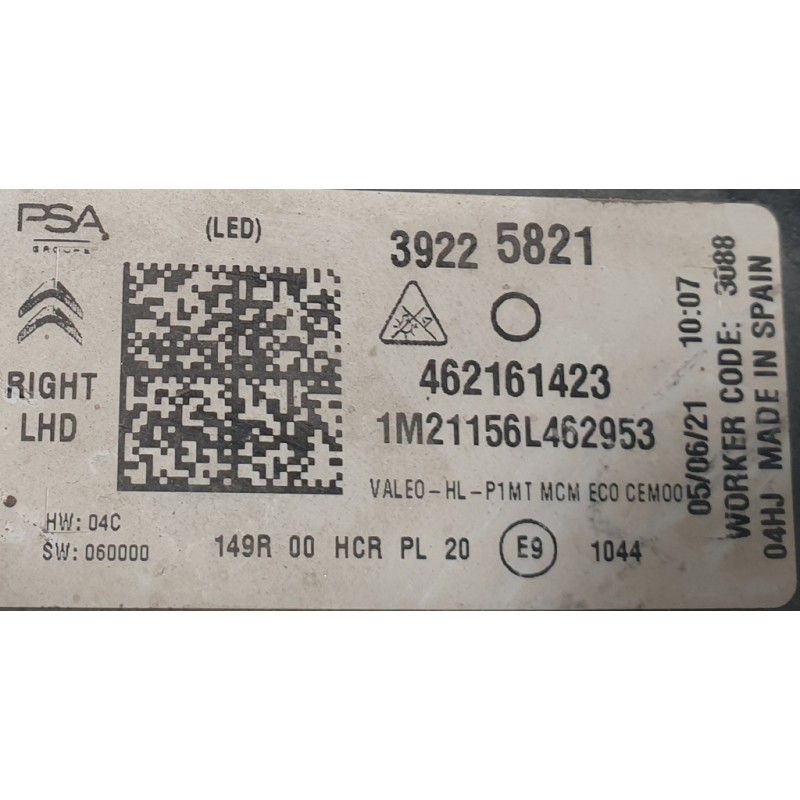 PSA
GROUPE
(LED)
3922 5821
RIGHT
LHD
462161423
1M21156L462953
VALEO-HL-P1MT MCM ECO CEM00
HW: 04C
SW: 060000
149R 00 HCR PL 20
E9
1044
05/06/21 10:07
WORKER CODE: 3088
04HJ MADE IN SPAIN